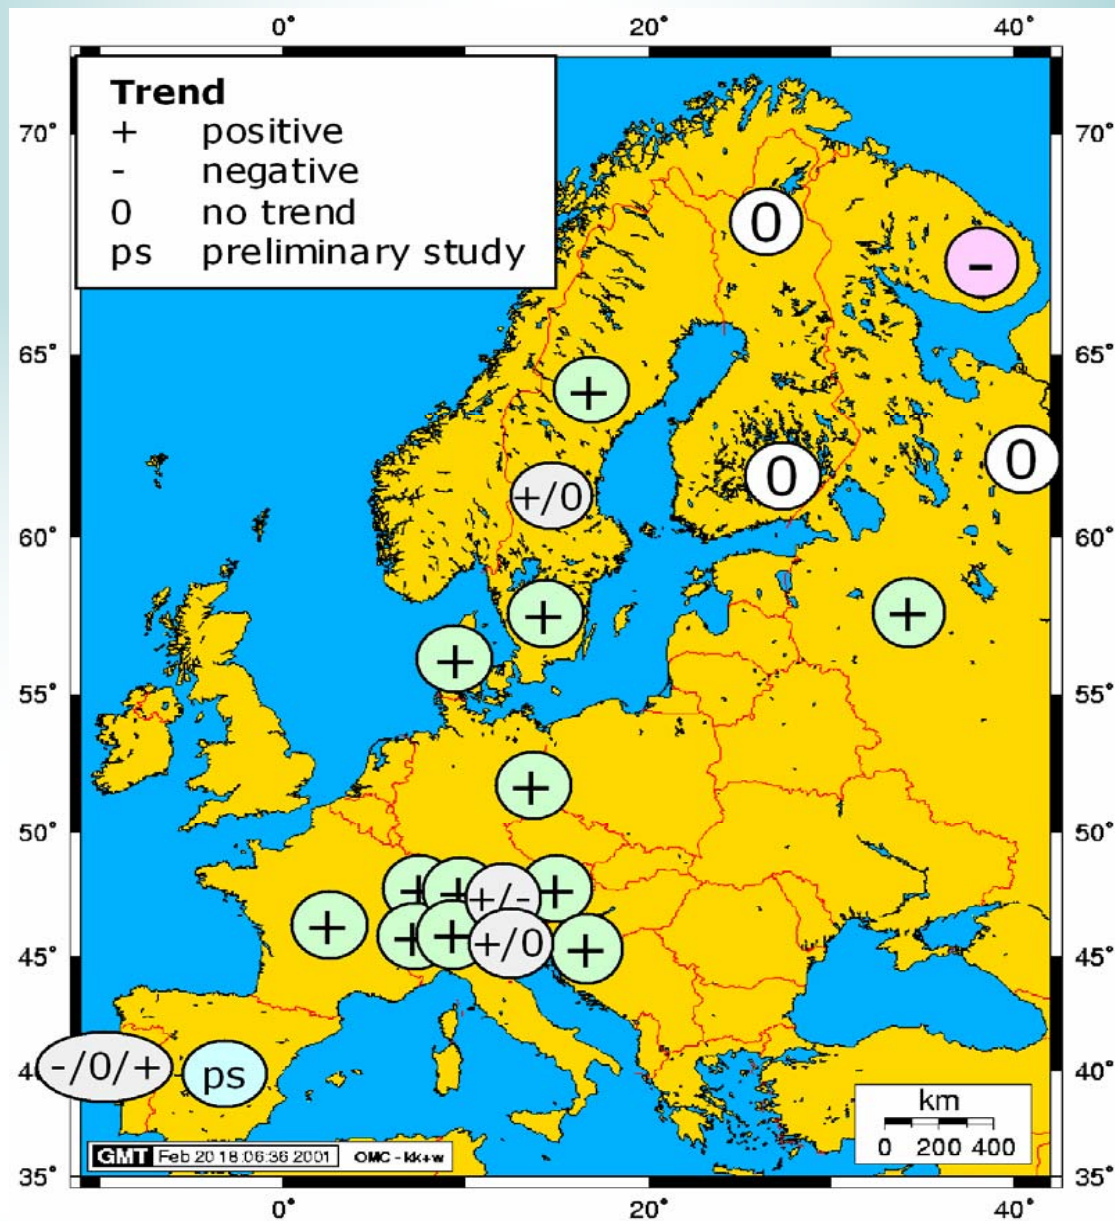 0° 20° 40°
Trend
+ positive
- negative
0 no trend
ps preliminary study
70° 70°
0
-
65° 65°
+
0
+/0
0
60° 60°
+
+
+
55° 55°
+
50° 50°
+ + +/- +
+ + + +/0 +
45° 45°
-/0/+ ps
40°
km
0 200 400
GMT Feb 20 18:06:36 2001 OMC - kk+w
35° 35°
0° 20° 40°